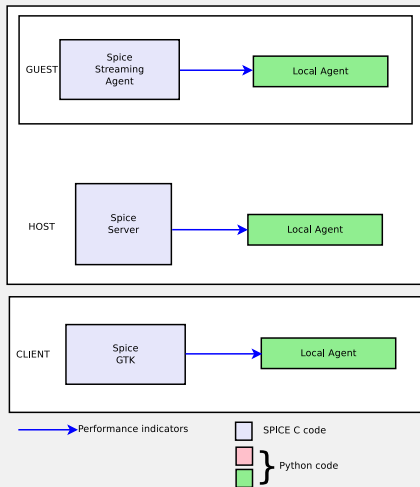 Spice
Streaming
Agent
GUEST
Local Agent
Spice
Server
HOST
Local Agent
Spice
GTK
CLIENT
Local Agent
Performance indicators
SPICE C code
} Python code